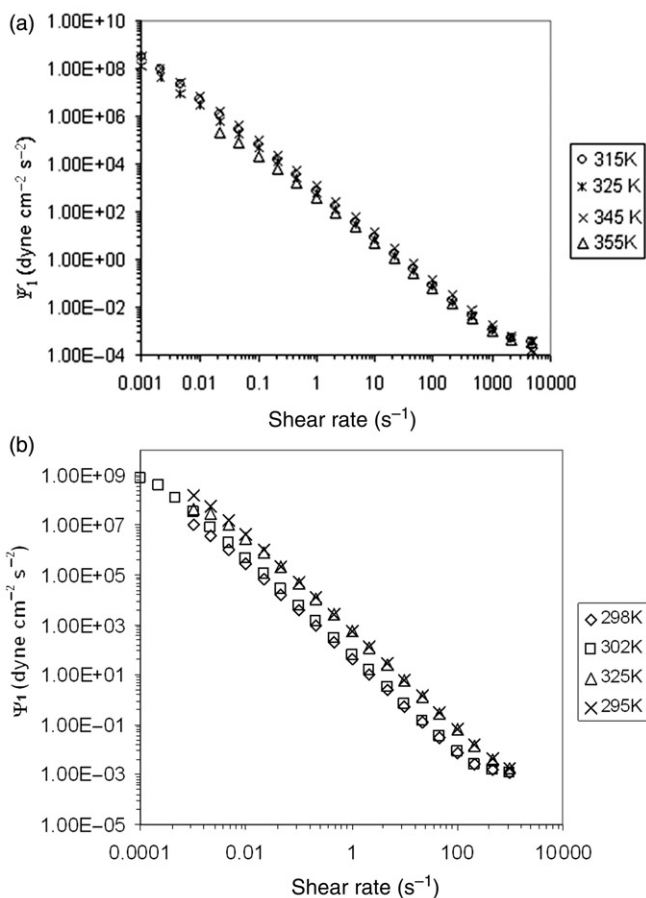 (a)
1.00E+10
1.00E+08
1.00E+06
1.00E+04
1.00E+02
1.00E+00
1.00E−02
1.00E−04
Ψ₁ (dyne cm⁻² s⁻²)
0.001 0.01 0.1 1 10 100 1000 10000
Shear rate (s⁻¹)
315K
325 K
345 K
355K
(b)
1.00E+09
1.00E+07
1.00E+05
1.00E+03
1.00E+01
1.00E−01
1.00E−03
1.00E−05
Ψ₁ (dyne cm⁻² s⁻²)
0.0001 0.01 1 100 10000
Shear rate (s⁻¹)
298K
302K
325K
295K